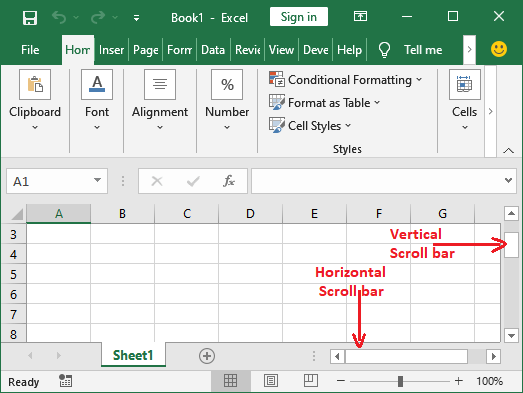 Book1 - Excel
Sign in
File Hom Inser Page Form Data Revie View Deve Help Tell me
Clipboard
A
Font
Alignment
%
Number
Conditional Formatting
Format as Table
Cell Styles
Styles
Cells
A1
fx
A B C D E F G
3
4
5
6
7
8
Vertical
Scroll bar
Horizontal
Scroll bar
Sheet1
Ready
100%